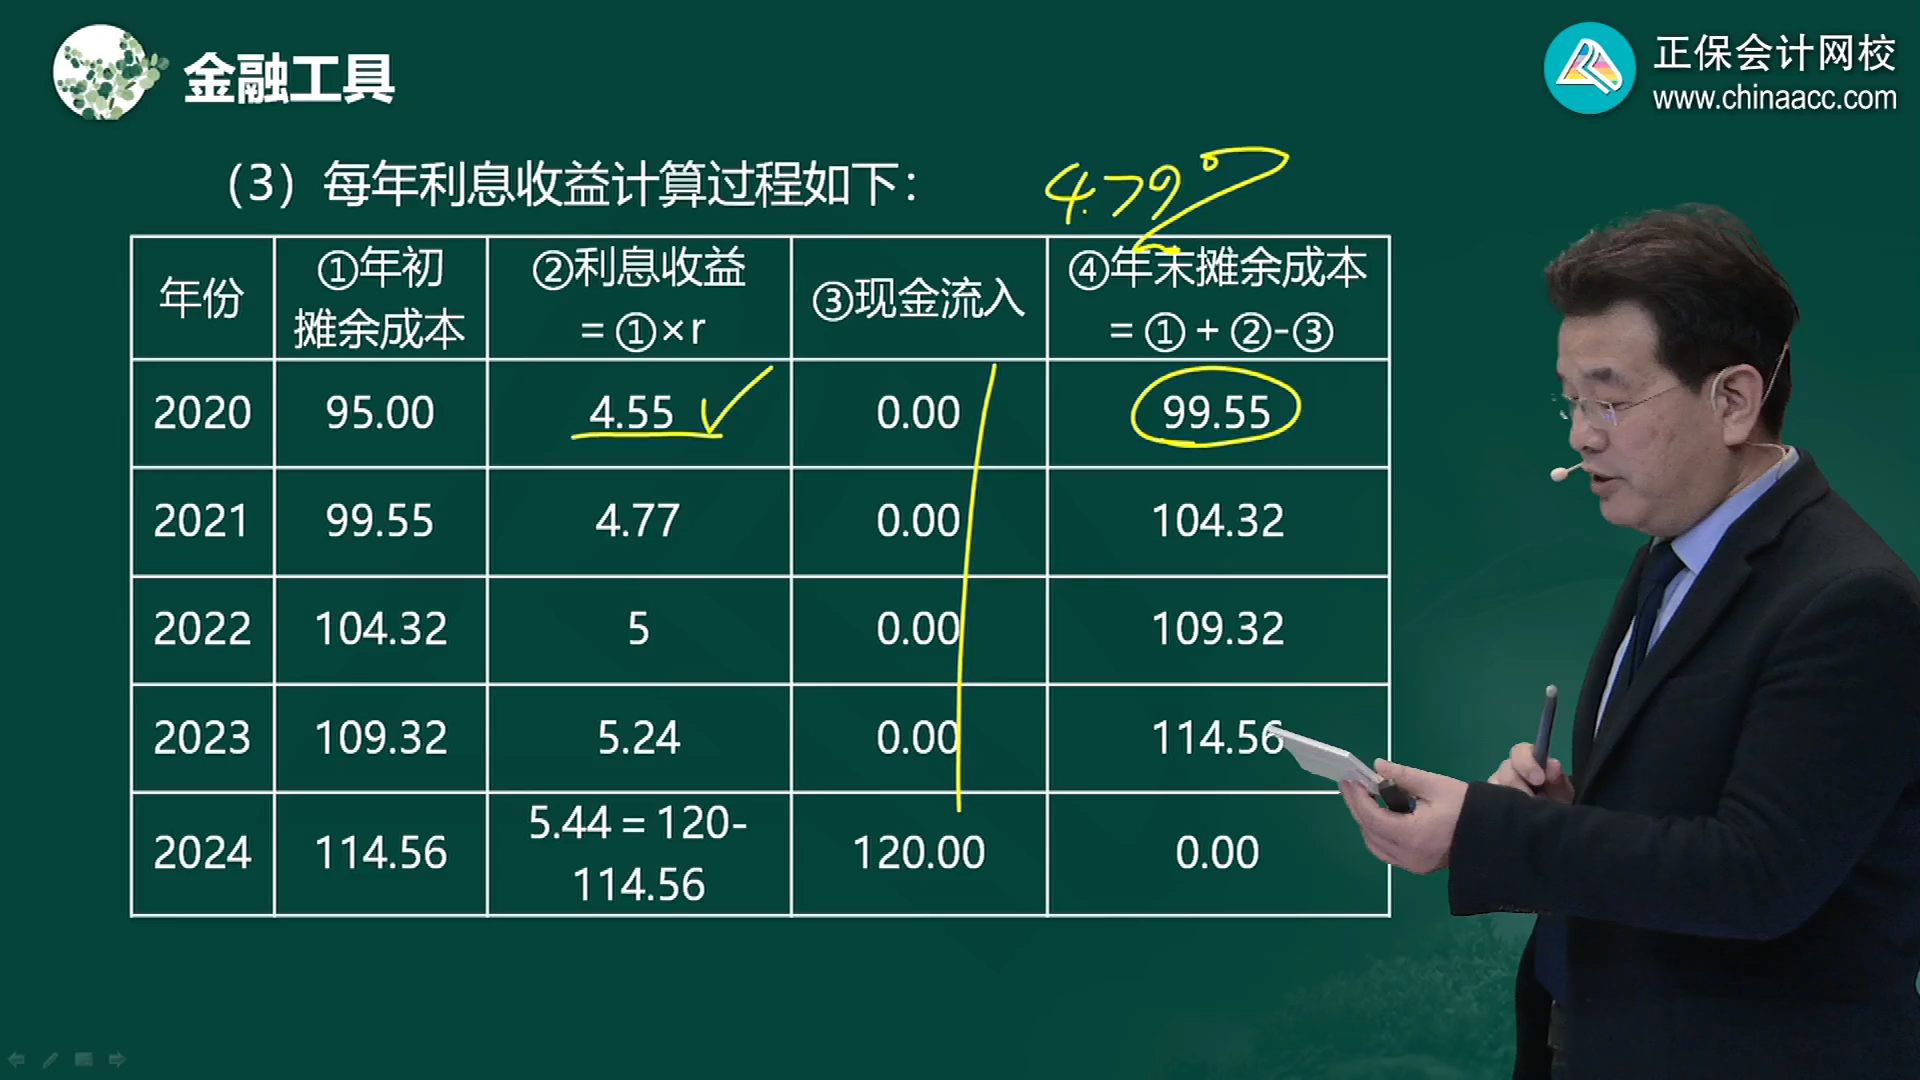 金融工具
正保会计网校
www.chinaacc.com
（3）每年利息收益计算过程如下：
4.79%
年份 ①年初摊余成本 ②利息收益=①×r ③现金流入 ④年末摊余成本=①+②-③
2020 95.00 4.55 0.00 99.55
2021 99.55 4.77 0.00 104.32
2022 104.32 5 0.00 109.32
2023 109.32 5.24 0.00 114.56
2024 114.56 5.44=120-114.56 120.00 0.00